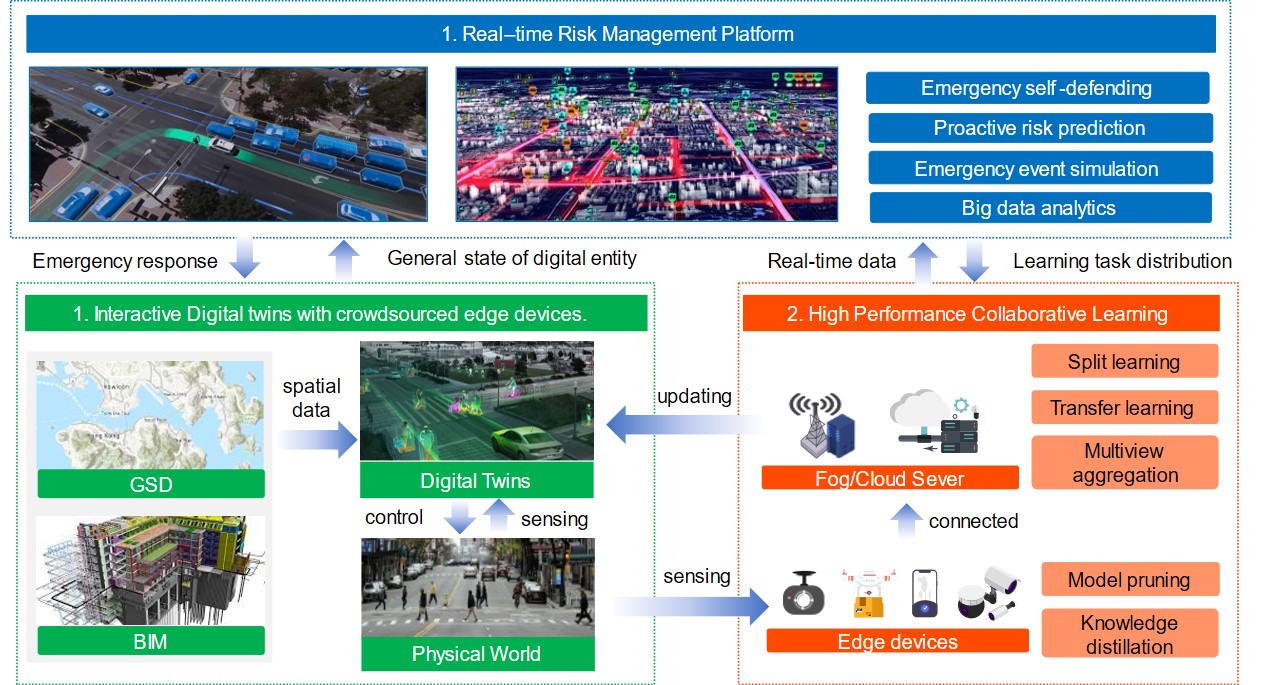 1. Real–time Risk Management Platform
Emergency self-defending
Proactive risk prediction
Emergency event simulation
Big data analytics
Emergency response
General state of digital entity
Real-time data
Learning task distribution
1. Interactive Digital twins with crowdsourced edge devices.
spatial
data
GSD
BIM
Digital Twins
control
sensing
Physical World
updating
sensing
2. High Performance Collaborative Learning
Split learning
Transfer learning
Multiview
aggregation
Fog/Cloud Sever
connected
Model pruning
Knowledge
distillation
Edge devices